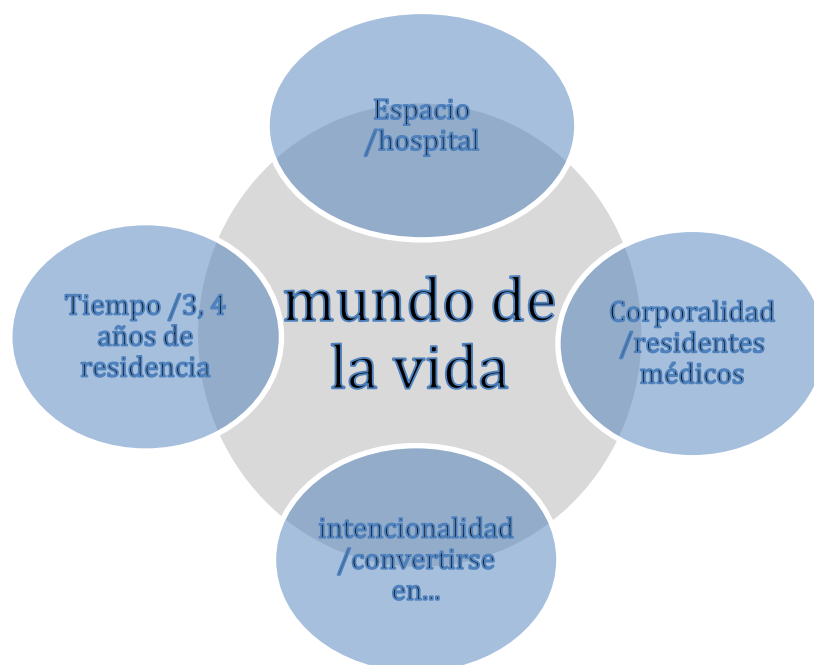 Espacio
/hospital
Tiempo /3, 4
años de
residencia
mundo de
la vida
Corporalidad
/residentes
médicos
intencionalidad
/convertirse
en...